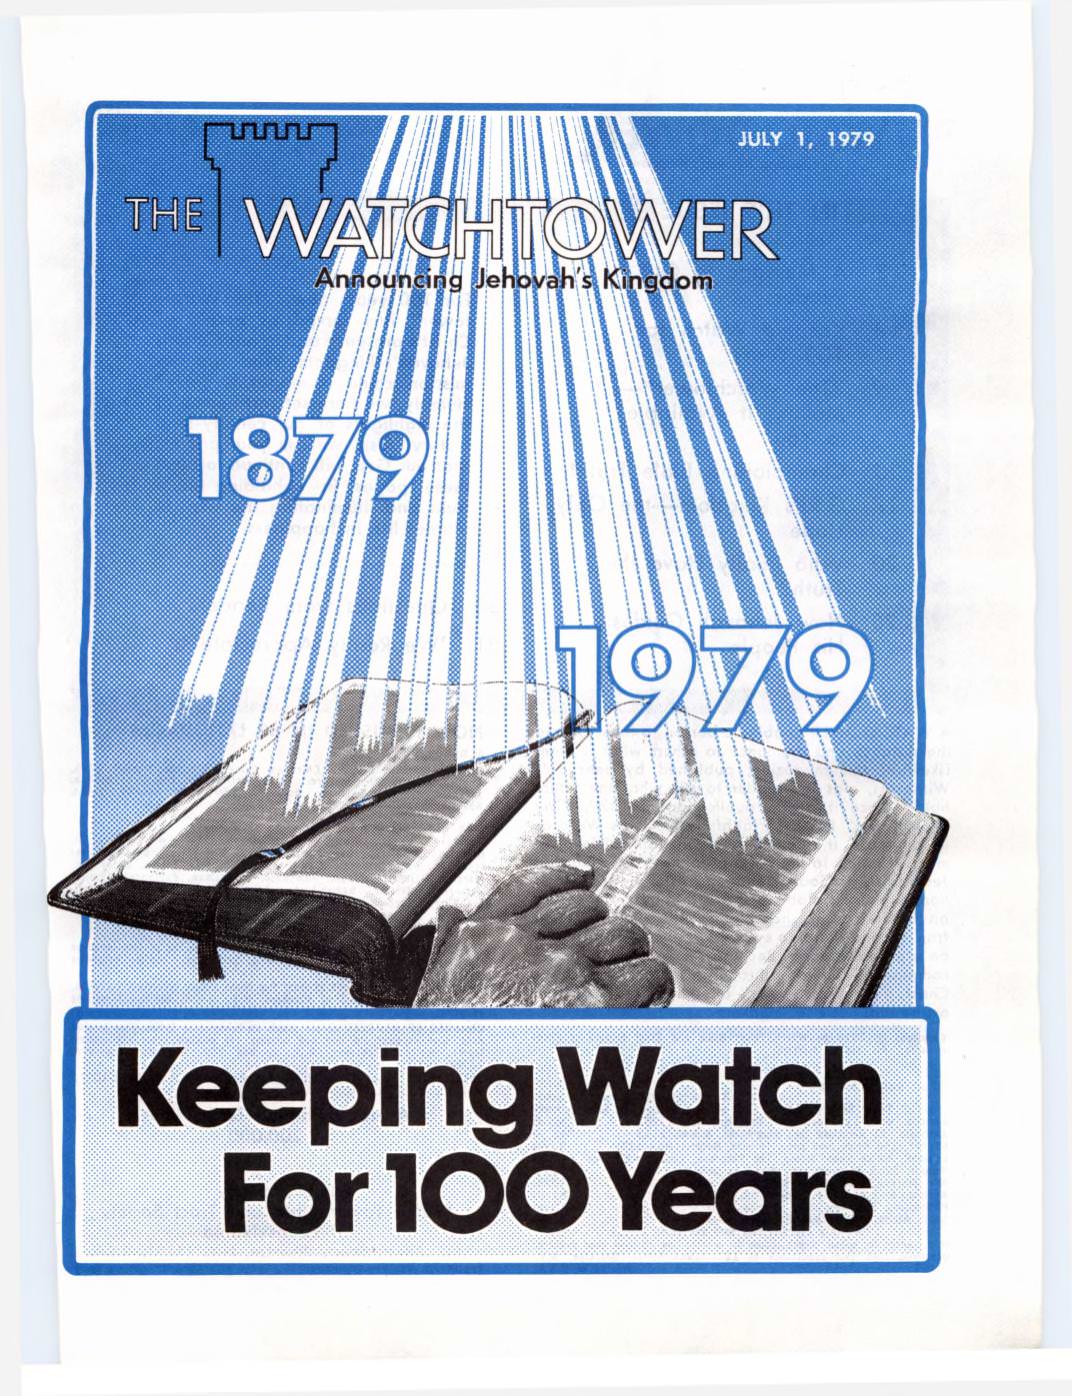 JULY 1, 1979
THE WATCHTOWER
Announcing Jehovah's Kingdom
1879
1979
Keeping Watch
For 100 Years